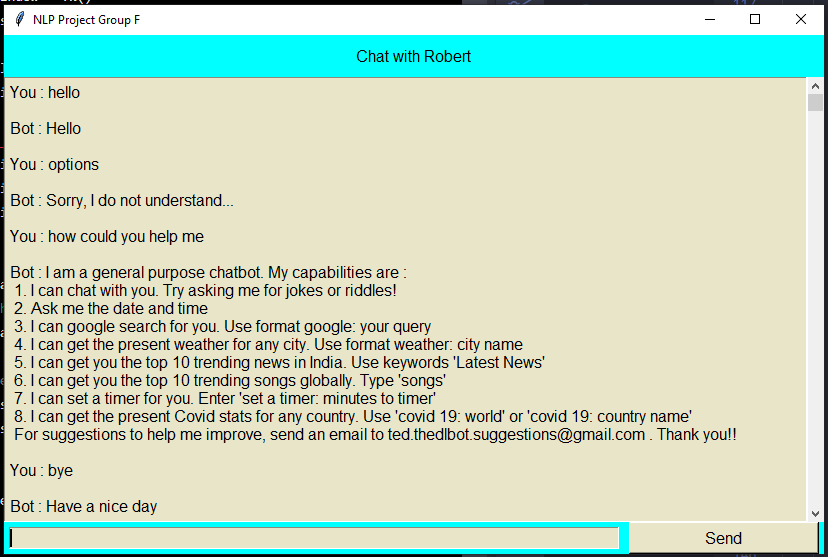 NLP Project Group F
Chat with Robert
You : hello
Bot : Hello
You : options
Bot : Sorry, I do not understand...
You : how could you help me
Bot : I am a general purpose chatbot. My capabilities are :
1. I can chat with you. Try asking me for jokes or riddles!
2. Ask me the date and time
3. I can google search for you. Use format google: your query
4. I can get the present weather for any city. Use format weather: city name
5. I can get you the top 10 trending news in India. Use keywords 'Latest News'
6. I can get you the top 10 trending songs globally. Type 'songs'
7. I can set a timer for you. Enter 'set a timer: minutes to timer'
8. I can get the present Covid stats for any country. Use 'covid 19: world' or 'covid 19: country name'
For suggestions to help me improve, send an email to ted.thedlbot.suggestions@gmail.com . Thank you!!
You : bye
Bot : Have a nice day
Send